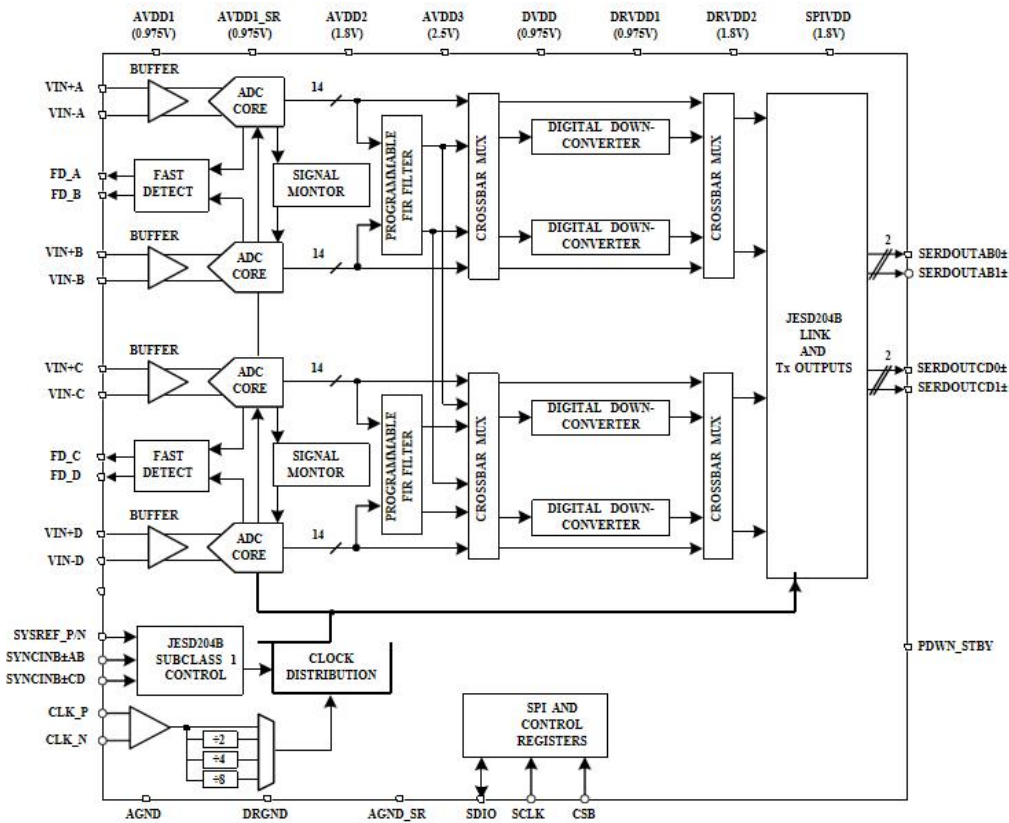 AVDD1 AVDD1_SR AVDD2 AVDD3 DVDD DRVDD1 DRVDD2 SPIVDD
(0.975V) (0.975V) (1.8V) (2.5V) (0.975V) (0.975V) (1.8V) (1.8V)
BUFFER
VIN+A
VIN-A
ADC
CORE
14
FD_A
FD_B
FAST
DETECT
SIGNAL
MONTOR
PROGRAMMABLE
FIR FILTER
CROSSBAR MUX
DIGITAL DOWN-
CONVERTER
DIGITAL DOWN-
CONVERTER
CROSSBAR MUX
BUFFER
VIN+B
VIN-B
ADC
CORE
14
BUFFER
VIN+C
VIN-C
ADC
CORE
14
FD_C
FD_D
FAST
DETECT
SIGNAL
MONTOR
PROGRAMMABLE
FIR FILTER
CROSSBAR MUX
DIGITAL DOWN-
CONVERTER
DIGITAL DOWN-
CONVERTER
CROSSBAR MUX
BUFFER
VIN+D
VIN-D
ADC
CORE
14
JESD204B
LINK
AND
Tx OUTPUTS
2
SERDOUTAB0±
SERDOUTAB1±
2
SERDOUTCD0±
SERDOUTCD1±
SYSREF_P/N
SYNCINB±AB
SYNCINB±CD
JESD204B
SUBCLASS 1
CONTROL
CLOCK
DISTRIBUTION
PDWN_STBY
CLK_P
CLK_N
÷2
÷4
÷8
SPI AND
CONTROL
REGISTERS
AGND DRGND AGND_SR SDIO SCLK CSB